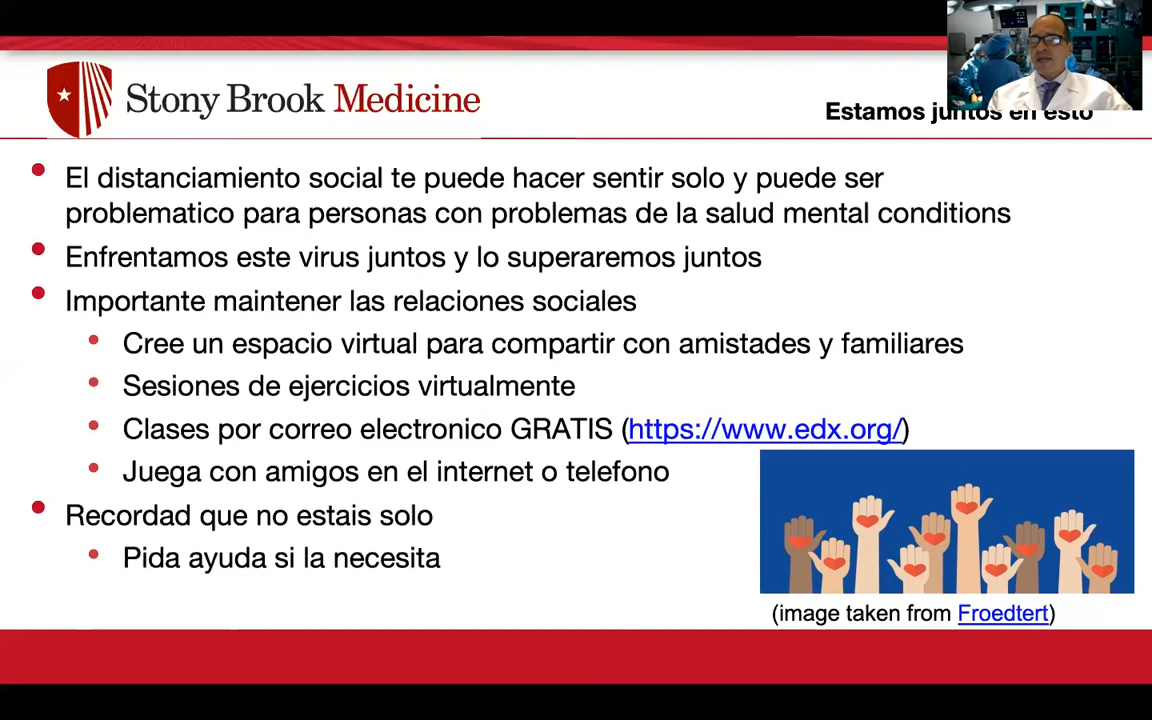 Stony Brook Medicine
Estamos juntos en esto
El distanciamiento social te puede hacer sentir solo y puede ser
problematico para personas con problemas de la salud mental conditions
Enfrentamos este virus juntos y lo superaremos juntos
Importante maintener las relaciones sociales
Cree un espacio virtual para compartir con amistades y familiares
Sesiones de ejercicios virtualmente
Clases por correo electronico GRATIS (https://www.edx.org/)
Juega con amigos en el internet o telefono
Recordad que no estais solo
Pida ayuda si la necesita
(image taken from Froedtert)